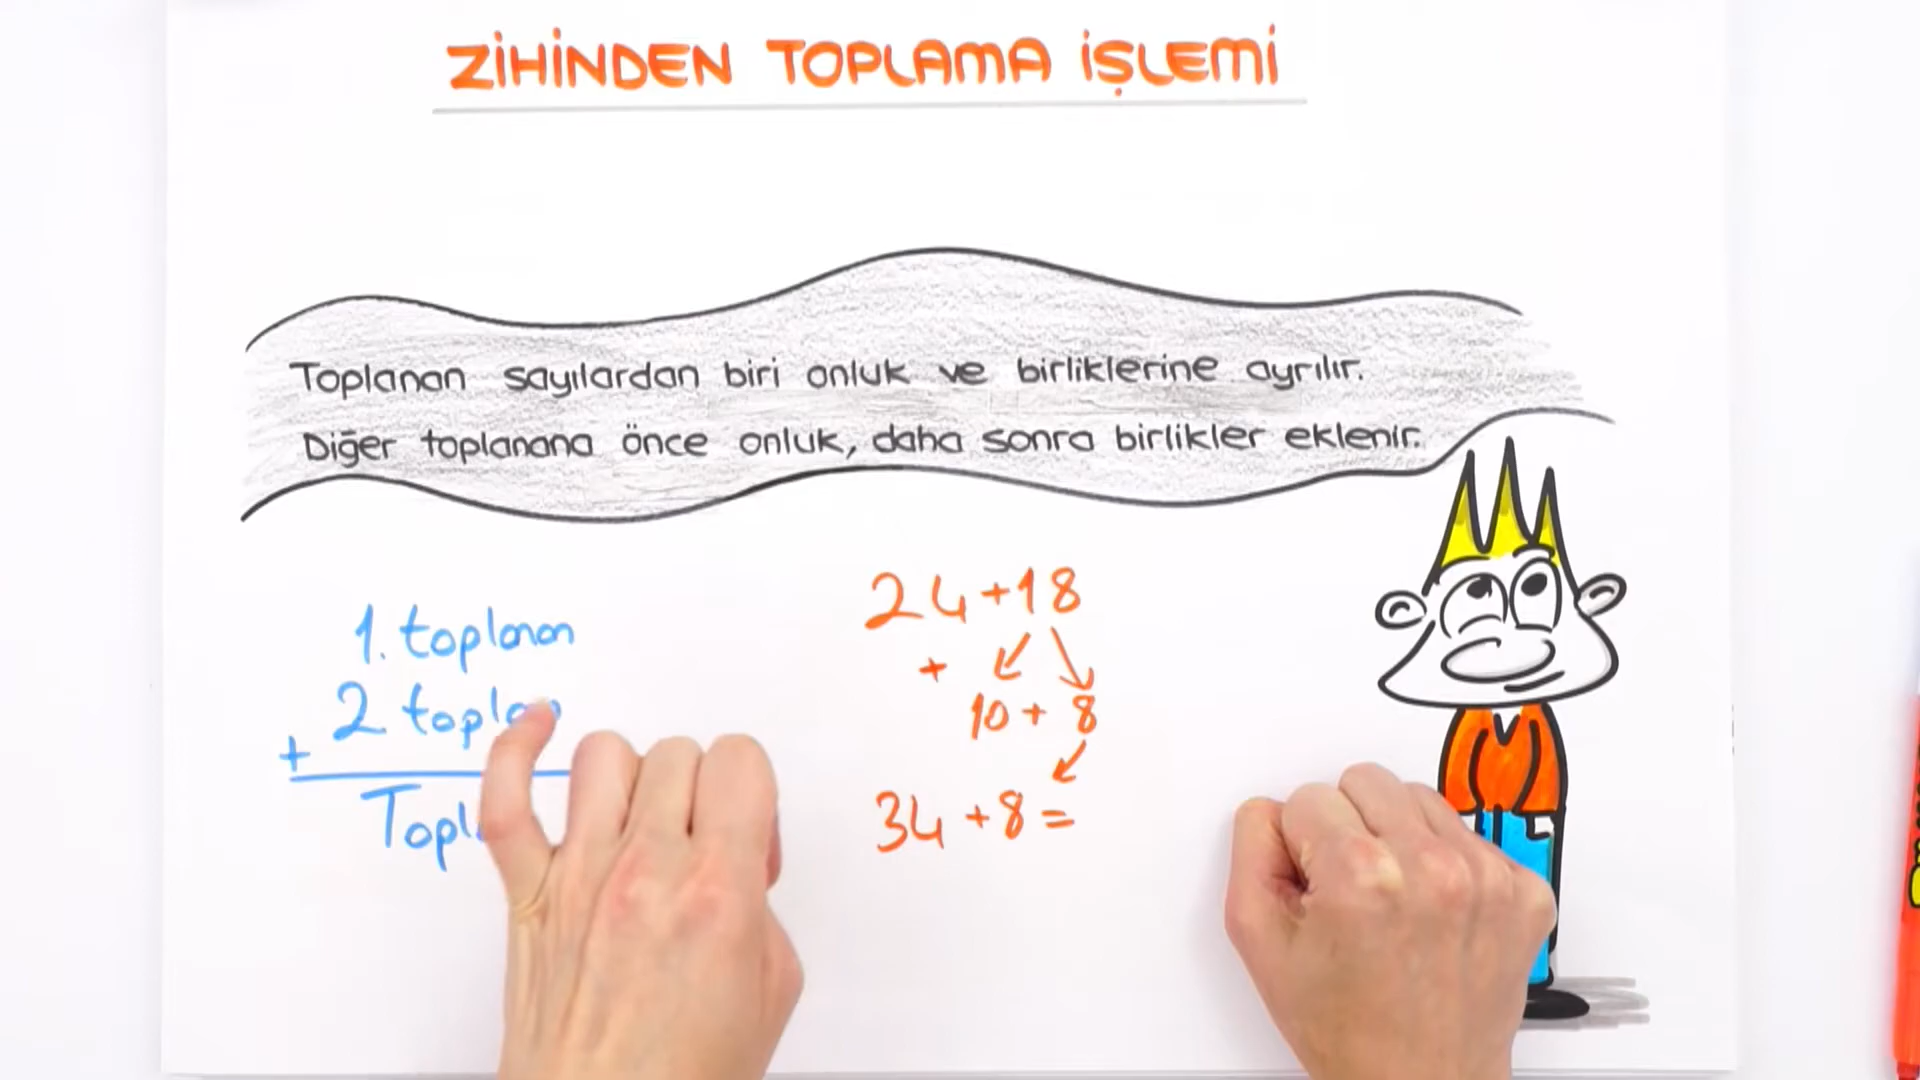 ZİHİNDEN TOPLAMA İŞLEMİ
Toplanan sayılardan biri onluk ve birliklerine ayrılır.
Diğer toplanana önce onluk, daha sonra birlikler eklenir.
1. toplanan
2
+
24+18
+
10+ 8
34+8=